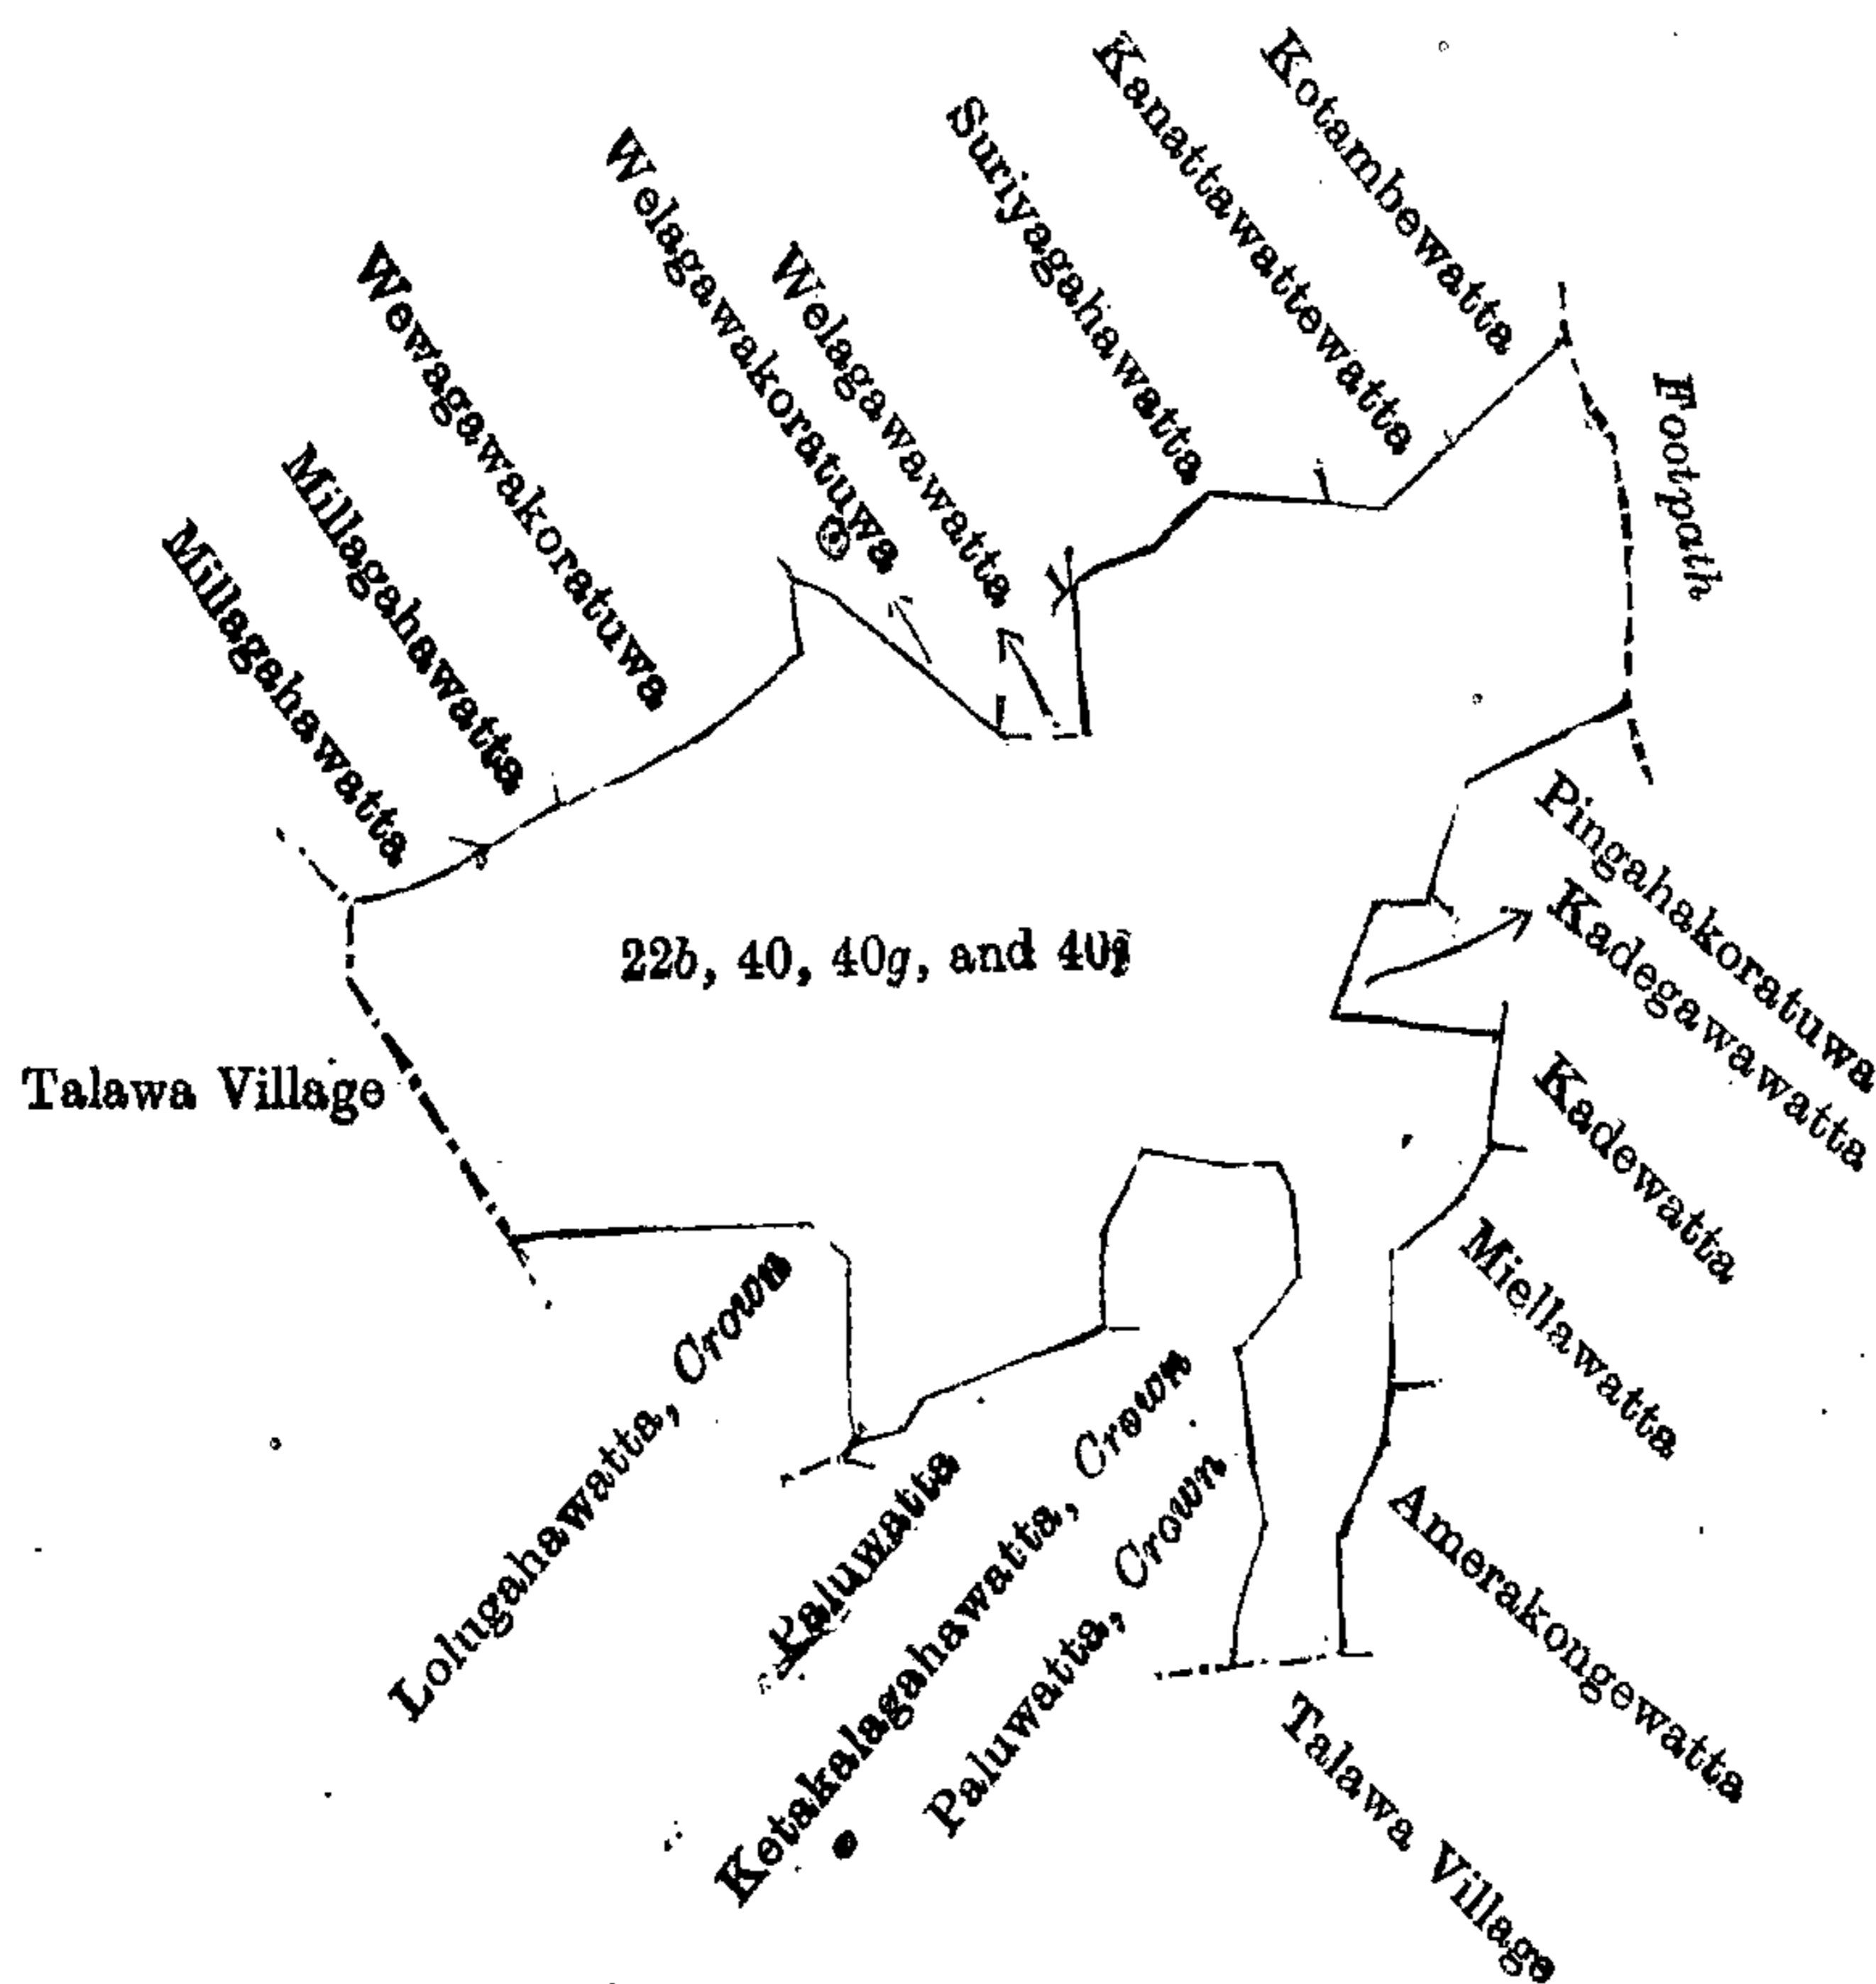 Kotambewatta
Kanattawattewatta
Suriyagahawatta
Welagawawatta
Welagawakoratuwa
Wewagawakoratuwa
Millagahawatta
Millagahawatta
Footpath
Pingahakoratuwa
Kadegawawatta
22b, 40, 40g, and 40j
Talawa Village
Kadewatta
Miellawatta
Amerakongewatta
Talawa Village
Lolugahawatta, Crown
Paluwatta
Ketakalagahawatta, Crown
Paluwatta, Crown